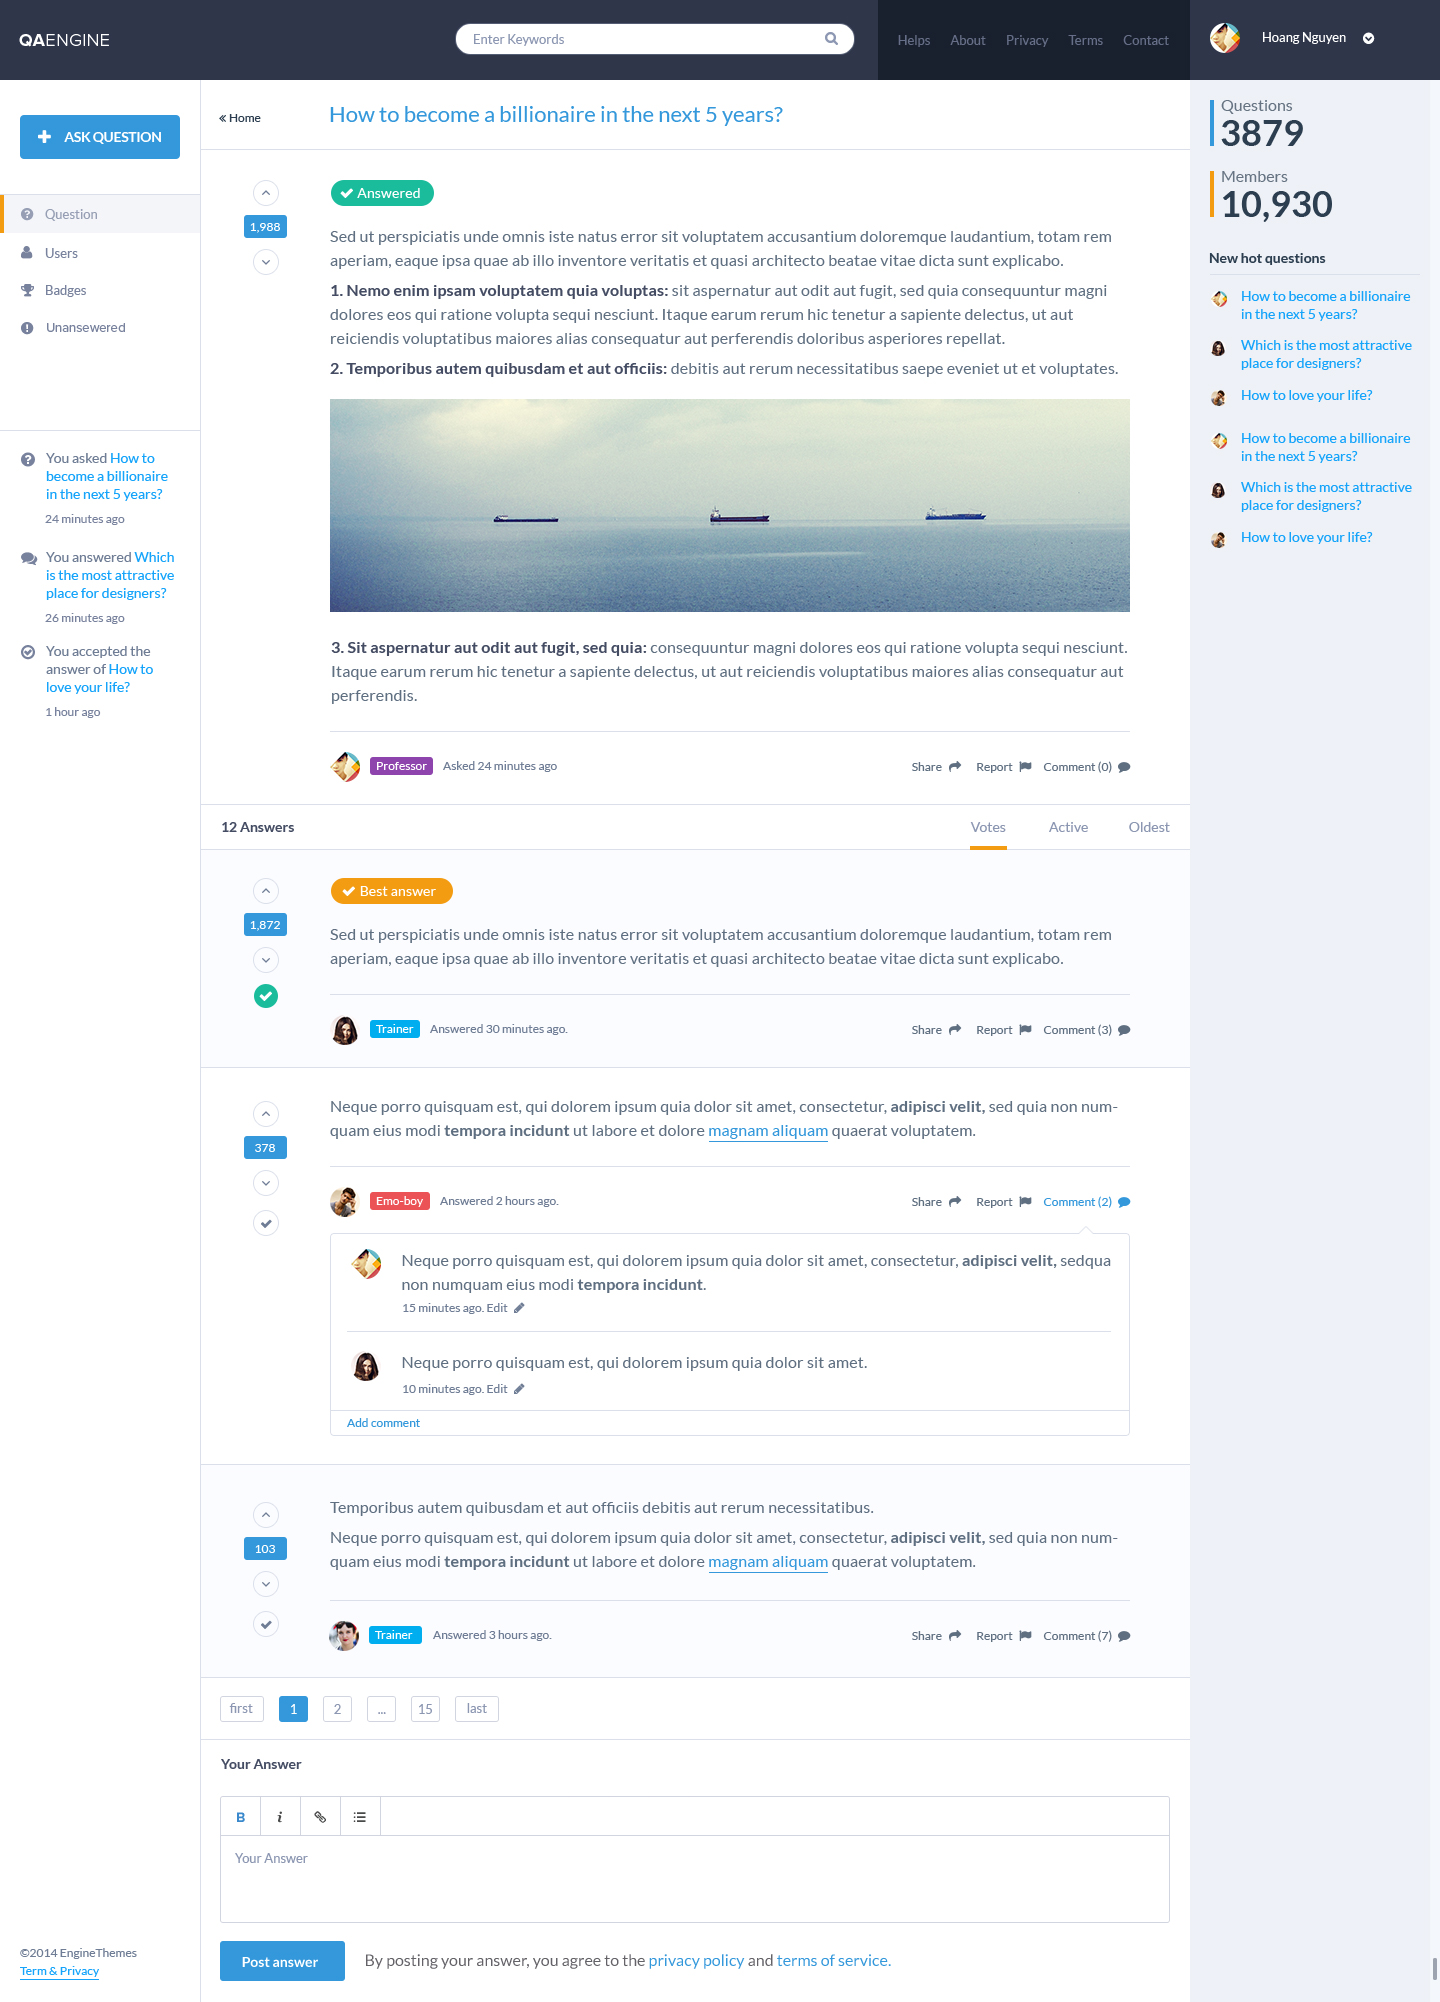 QAENGINE
Enter Keywords
Helps About Privacy Terms Contact
Hoang Nguyen
ASK QUESTION
Question
Users
Badges
Unansewered
You asked How to
become a billionaire
in the next 5 years?
24 minutes ago
You answered Which
is the most attractive
place for designers?
26 minutes ago
You accepted the
answer of How to
love your life?
1 hour ago
« Home
How to become a billionaire in the next 5 years?
1,988
Answered
Sed ut perspiciatis unde omnis iste natus error sit voluptatem accusantium doloremque laudantium, totam rem
aperiam, eaque ipsa quae ab illo inventore veritatis et quasi architecto beatae vitae dicta sunt explicabo.
1. Nemo enim ipsam voluptatem quia voluptas: sit aspernatur aut odit aut fugit, sed quia consequuntur magni
dolores eos qui ratione volupta sequi nesciunt. Itaque earum rerum hic tenetur a sapiente delectus, ut aut
reiciendis voluptatibus maiores alias consequatur aut perferendis doloribus asperiores repellat.
2. Temporibus autem quibusdam et aut officiis: debitis aut rerum necessitatibus saepe eveniet ut et voluptates.
3. Sit aspernatur aut odit aut fugit, sed quia: consequuntur magni dolores eos qui ratione volupta sequi nesciunt.
Itaque earum rerum hic tenetur a sapiente delectus, ut aut reiciendis voluptatibus maiores alias consequatur aut
perferendis.
Professor Asked 24 minutes ago
Share Report Comment (0)
12 Answers
Votes Active Oldest
1,872
Best answer
Sed ut perspiciatis unde omnis iste natus error sit voluptatem accusantium doloremque laudantium, totam rem
aperiam, eaque ipsa quae ab illo inventore veritatis et quasi architecto beatae vitae dicta sunt explicabo.
Trainer Answered 30 minutes ago.
Share Report Comment (3)
378
Neque porro quisquam est, qui dolorem ipsum quia dolor sit amet, consectetur, adipisci velit, sed quia non num-
quam eius modi tempora incidunt ut labore et dolore magnam aliquam quaerat voluptatem.
Emo-boy Answered 2 hours ago.
Share Report Comment (2)
Neque porro quisquam est, qui dolorem ipsum quia dolor sit amet, consectetur, adipisci velit, sedqua
non numquam eius modi tempora incidunt.
15 minutes ago. Edit
Neque porro quisquam est, qui dolorem ipsum quia dolor sit amet.
10 minutes ago. Edit
Add comment
103
Temporibus autem quibusdam et aut officiis debitis aut rerum necessitatibus.
Neque porro quisquam est, qui dolorem ipsum quia dolor sit amet, consectetur, adipisci velit, sed quia non num-
quam eius modi tempora incidunt ut labore et dolore magnam aliquam quaerat voluptatem.
Trainer Answered 3 hours ago.
Share Report Comment (7)
first 1 2 ... 15 last
Your Answer
B i
Your Answer
Post answer
By posting your answer, you agree to the privacy policy and terms of service.
©2014 EngineThemes
Term & Privacy
Questions
3879
Members
10,930
New hot questions
How to become a billionaire
in the next 5 years?
Which is the most attractive
place for designers?
How to love your life?
How to become a billionaire
in the next 5 years?
Which is the most attractive
place for designers?
How to love your life?